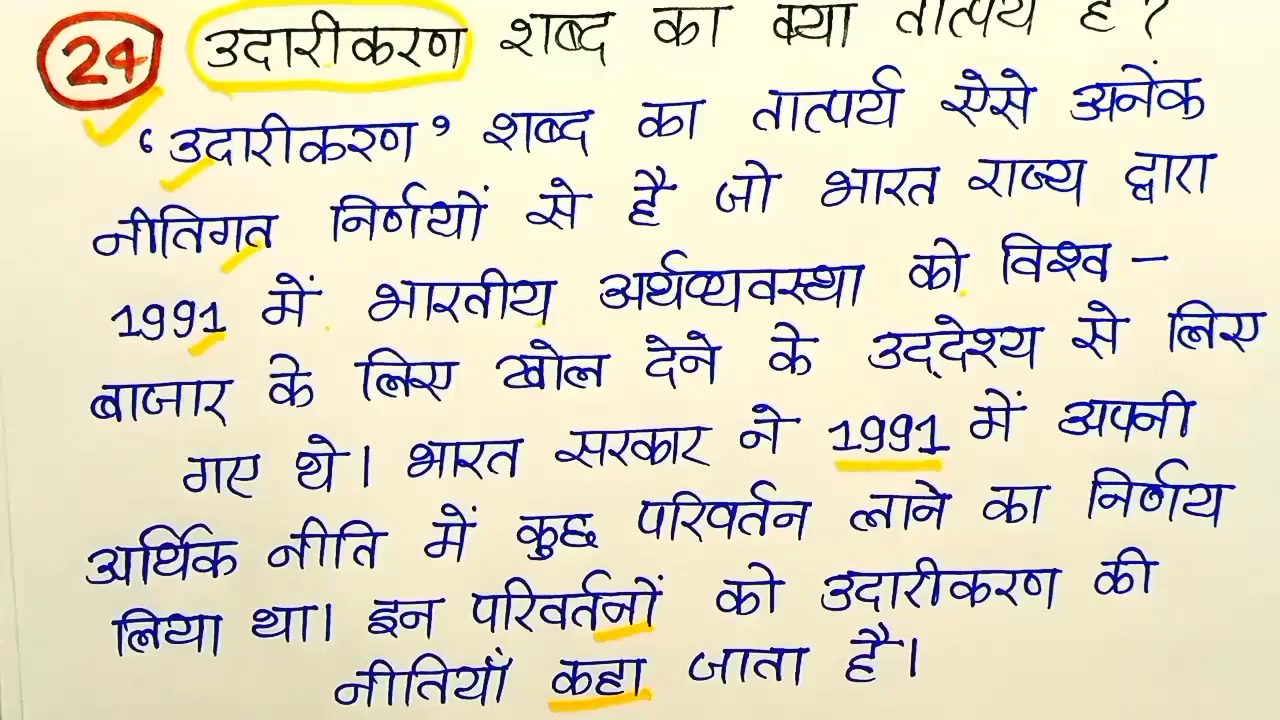 24 उदारीकरण शब्द का क्या तात्पर्य है?
‘उदारीकरण’ शब्द का तात्पर्य ऐसे अनेक
नीतिगत निर्णयों से है जो भारत राज्य द्वारा
1991 में भारतीय अर्थव्यवस्था को विश्व –
बाजार के लिए खोल देने के उद्देश्य से लिए
गए थे। भारत सरकार ने 1991 में अपनी
अर्थिक नीति में कुछ परिवर्तन लाने का निर्णय
लिया था। इन परिवर्तनों को उदारीकरण की
नीतियाँ कहा जाता है।